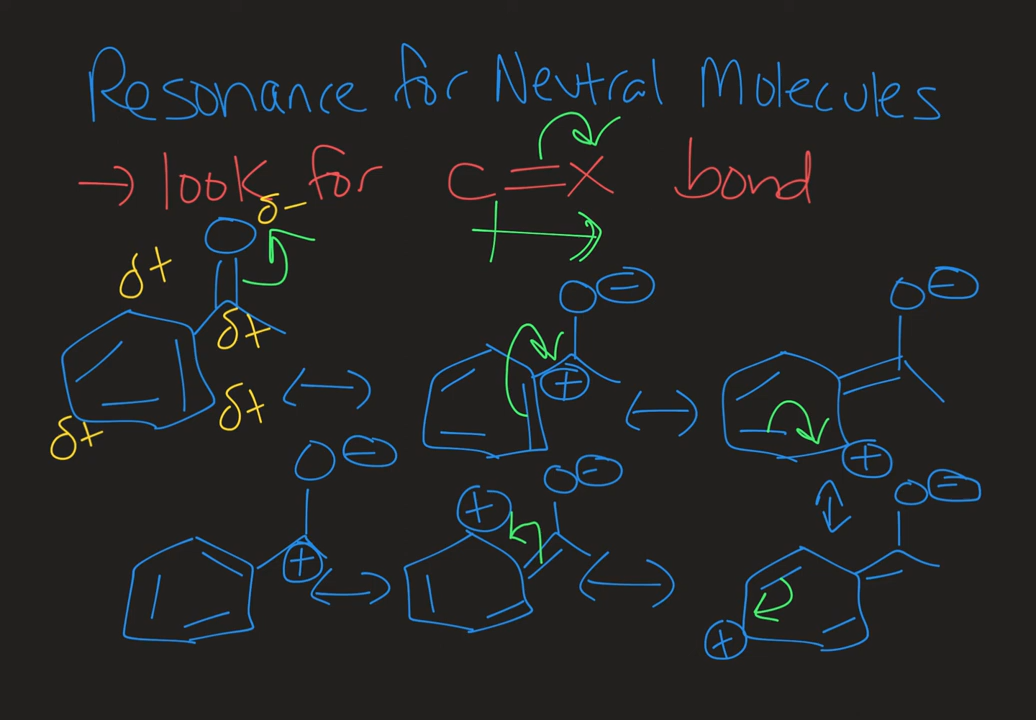 Resonance for Neutral Molecules
→ look for C=X bond
δ-
O
δ+
δ+
δ+
δ+
O ⊖
⊕
O ⊖
⊕
O ⊖
⊕
O ⊖
⊕
O ⊖
⊕